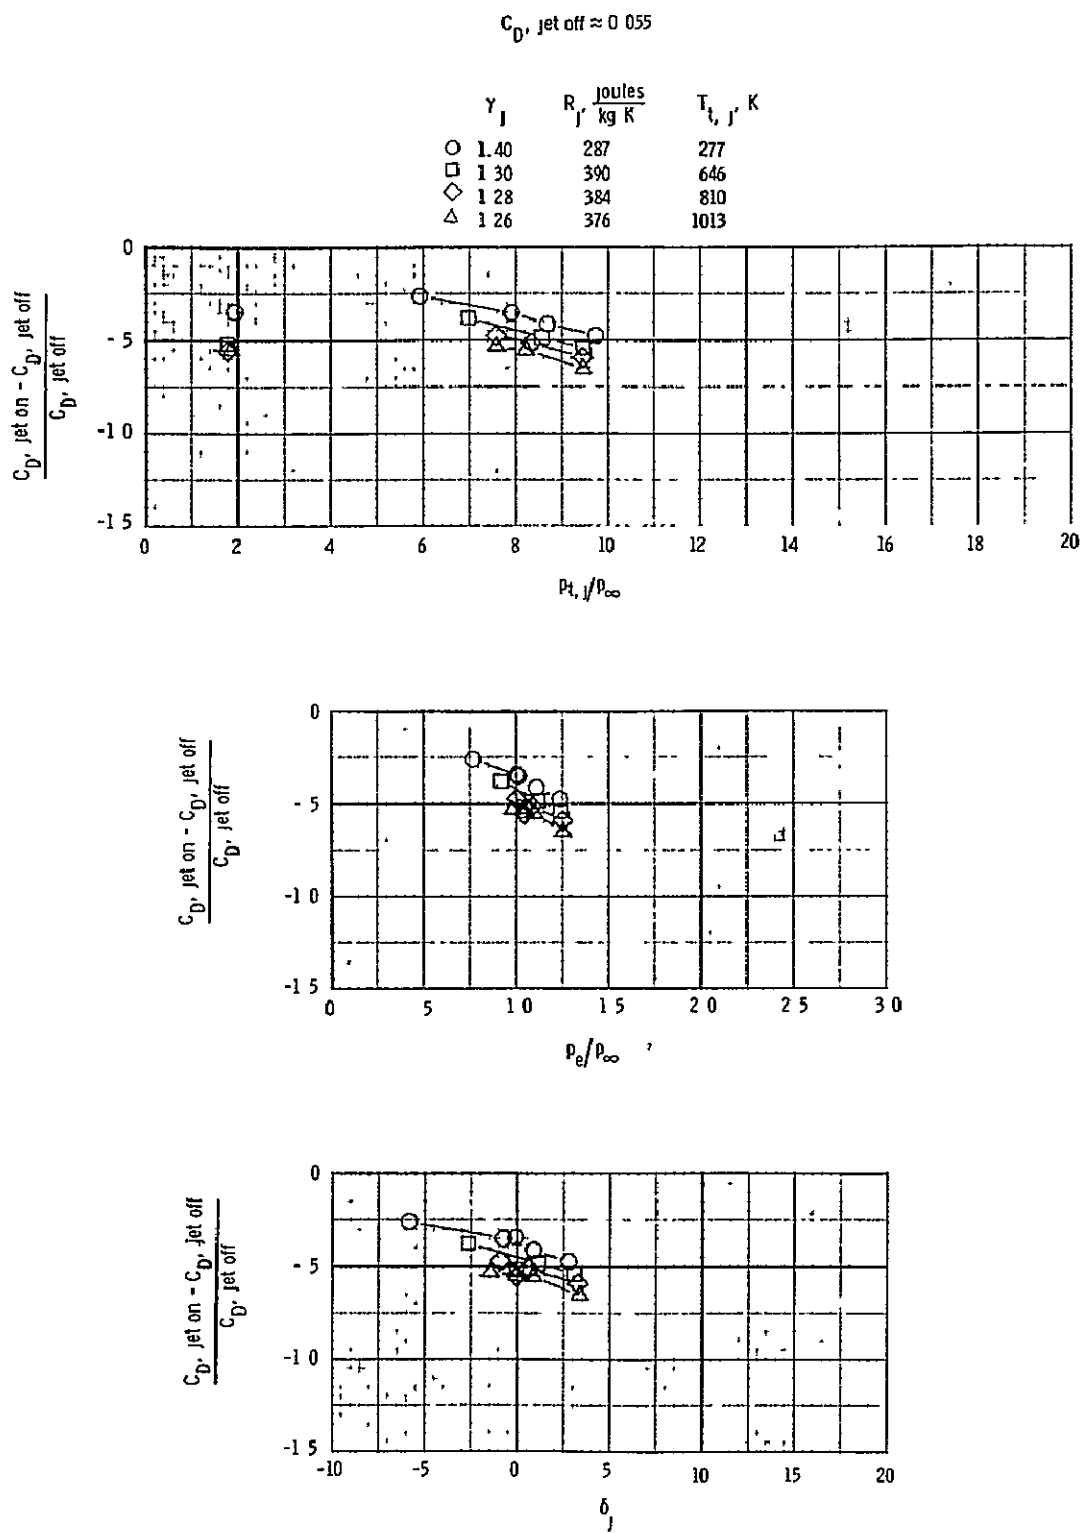 C_D, jet off ≈ 0 055
γ_J R_J, joules/kg K T_t, J, K
1.40 287 277
1 30 390 646
1 28 384 810
1 26 376 1013
C_D, jet on - C_D, jet off
C_D, jet off
0
-5
-1 0
-1 5
0 2 4 6 8 10 12 14 16 18 20
p_t, J/p_∞
C_D, jet on - C_D, jet off
C_D, jet off
0
-5
-1 0
-1 5
0 5 1 0 1 5 2 0 2 5 3 0
p_e/p_∞
C_D, jet on - C_D, jet off
C_D, jet off
0
-5
-1 0
-1 5
-10 -5 0 5 10 15 20
δ_J